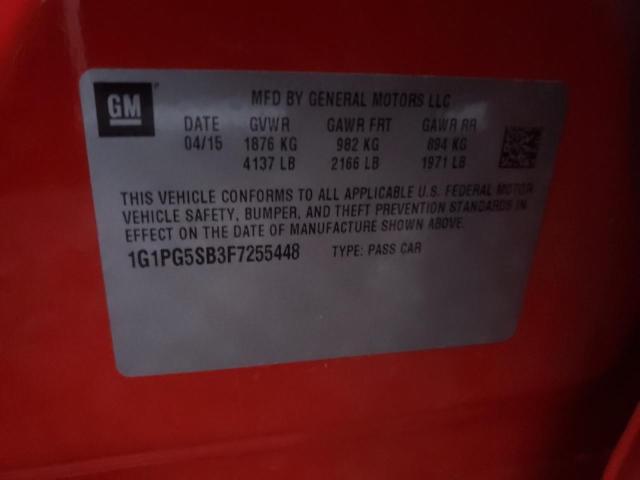 GM
MFD BY GENERAL MOTORS LLC
DATE GVWR GAWR FRT GAWR RR
04/15 1876 KG 982 KG 894 KG
4137 LB 2166 LB 1971 LB
THIS VEHICLE CONFORMS TO ALL APPLICABLE U.S. FEDERAL MOTOR
VEHICLE SAFETY, BUMPER, AND THEFT PREVENTION STANDARDS IN
EFFECT ON THE DATE OF MANUFACTURE SHOWN ABOVE.
1G1PG5SB3F7255448 TYPE: PASS CAR